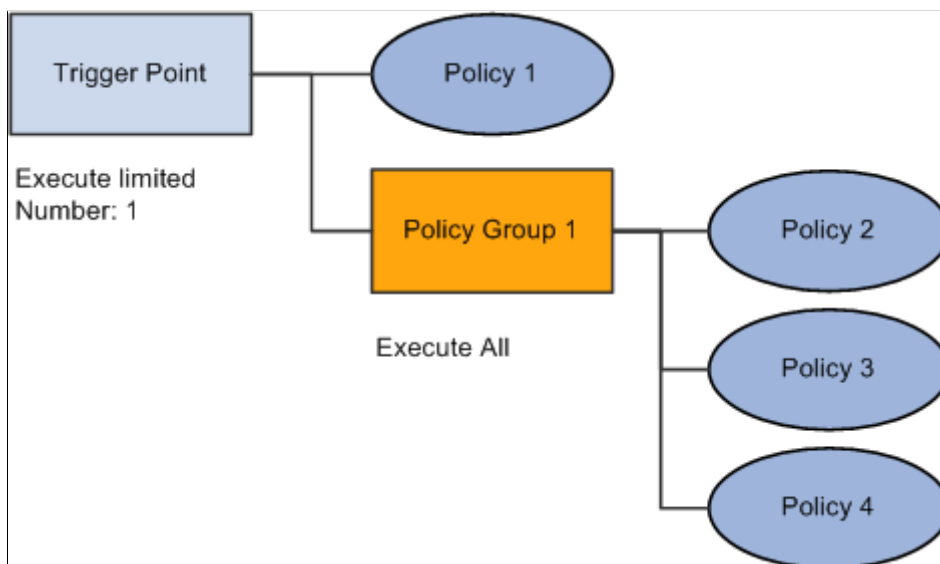 Trigger Point
Policy 1
Execute limited
Number: 1
Policy Group 1
Policy 2
Execute All
Policy 3
Policy 4